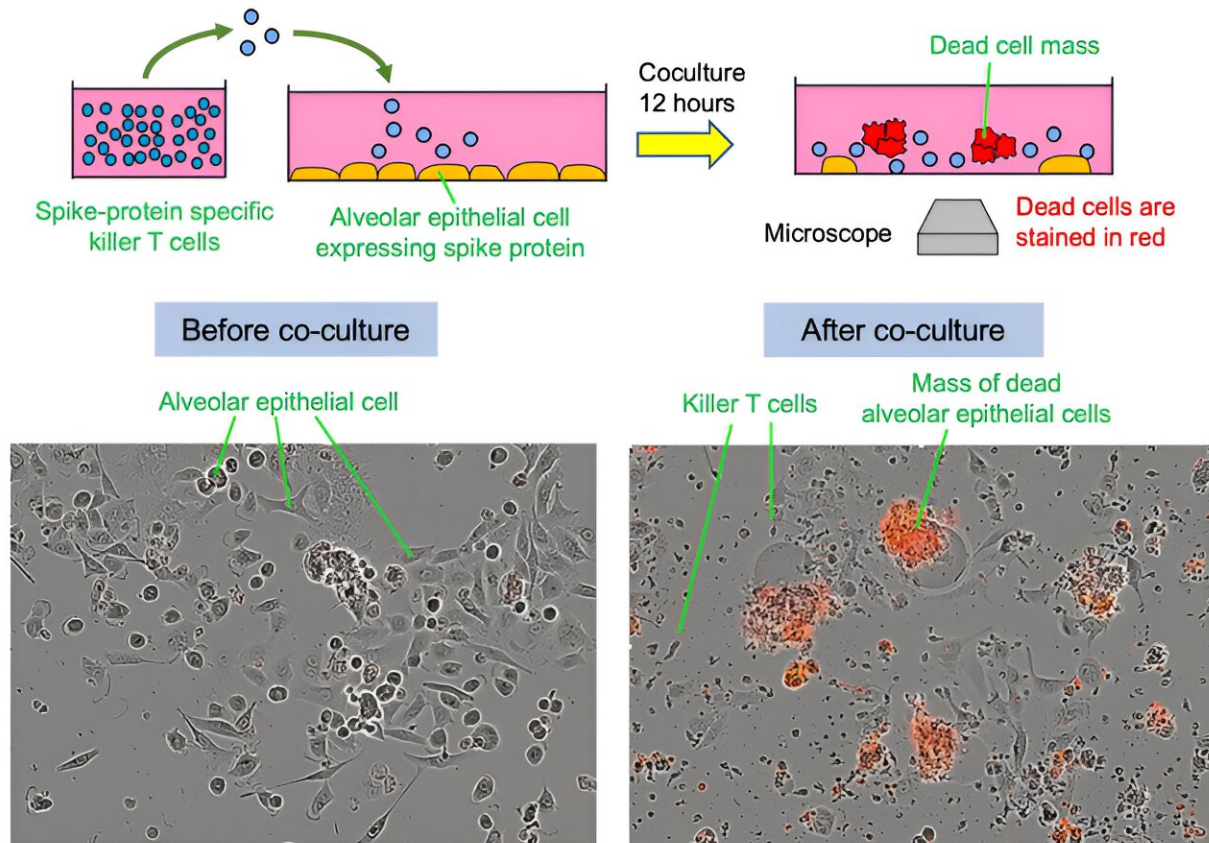 Dead cell mass
Coculture
12 hours
Spike-protein specific
killer T cells
Alveolar epithelial cell
expressing spike protein
Microscope
Dead cells are
stained in red
Before co-culture
After co-culture
Alveolar epithelial cell
Killer T cells
Mass of dead
alveolar epithelial cells